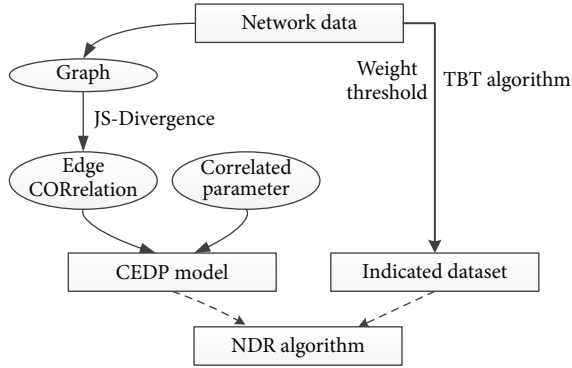 Network data
Graph
Weight
threshold
TBT algorithm
JS-Divergence
Edge
CORrelation
Correlated
parameter
CEDP model
Indicated dataset
NDR algorithm